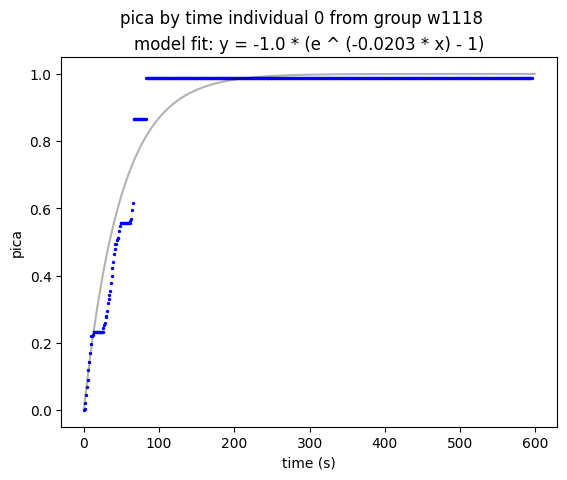 pica by time individual 0 from group w1118
model fit: y = -1.0 * (e ^ (-0.0203 * x) - 1)
1.0
0.8
0.6
0.4
0.2
0.0
pica
0 100 200 300 400 500 600
time (s)